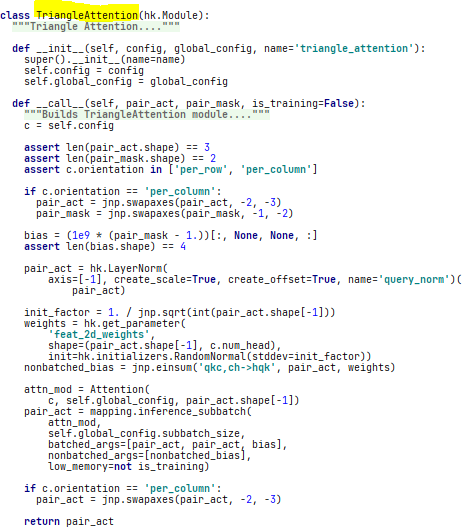 class TriangleAttention(hk.Module):
"""Triangle Attention...."""
def __init__(self, config, global_config, name='triangle_attention'):
super().__init__(name=name)
self.config = config
self.global_config = global_config
def __call__(self, pair_act, pair_mask, is_training=False):
"""Builds TriangleAttention module...."""
c = self.config
assert len(pair_act.shape) == 3
assert len(pair_mask.shape) == 2
assert c.orientation in ['per_row', 'per_column']
if c.orientation == 'per_column':
pair_act = jnp.swapaxes(pair_act, -2, -3)
pair_mask = jnp.swapaxes(pair_mask, -1, -2)
bias = (1e9 * (pair_mask - 1.))[:, None, None, :]
assert len(bias.shape) == 4
pair_act = hk.LayerNorm(
axis=[-1], create_scale=True, create_offset=True, name='query_norm')(
pair_act)
init_factor = 1. / jnp.sqrt(int(pair_act.shape[-1]))
weights = hk.get_parameter(
'feat_2d_weights',
shape=(pair_act.shape[-1], c.num_head),
init=hk.initializers.RandomNormal(stddev=init_factor))
nonbatched_bias = jnp.einsum('qkc,ch->hqk', pair_act, weights)
attn_mod = Attention(
c, self.global_config, pair_act.shape[-1])
pair_act = mapping.inference_subbatch(
attn_mod,
self.global_config.subbatch_size,
batched_args=[pair_act, pair_act, bias],
nonbatched_args=[nonbatched_bias],
low_memory=not is_training)
if c.orientation == 'per_column':
pair_act = jnp.swapaxes(pair_act, -2, -3)
return pair_act